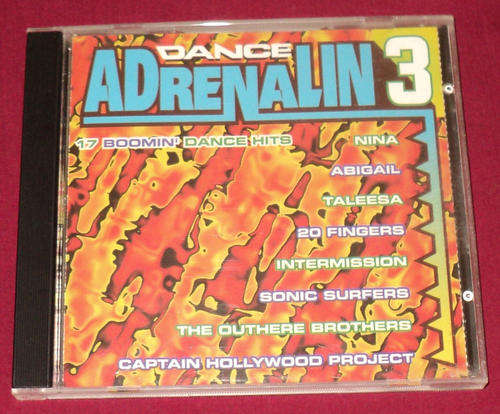 DANCE
ADRENALIN 3
17 BOOMIN' DANCE HITS
NINA
ABIGAIL
TALEESA
20 FINGERS
INTERMISSION
SONIC SURFERS
THE OUTHERE BROTHERS
CAPTAIN HOLLYWOOD PROJECT